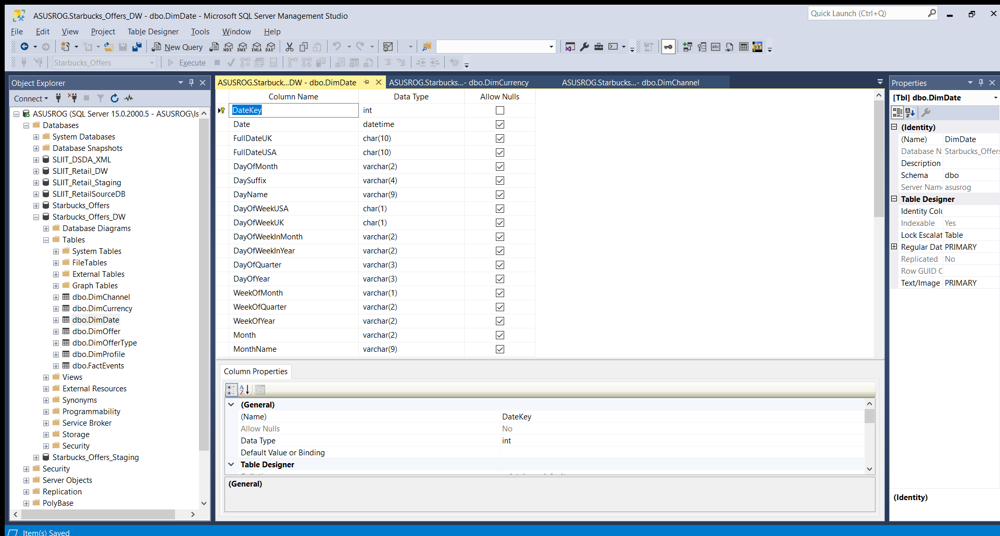 ASUSROG.Starbucks_Offers_DW - dbo.DimDate - Microsoft SQL Server Management Studio
Quick Launch (Ctrl+Q)
File Edit View Project Table Designer Tools Window Help
New Query MDX DMX XMLA DAX
Starbucks_Offers Execute
Object Explorer
Connect
ASUSROG (SQL Server 15.0.2000.5 - ASUSROG\Is
Databases
System Databases
Database Snapshots
SLIIT_DSDA_XML
SLIIT_Retail_DW
SLIIT_Retail_Staging
SLIIT_RetailSourceDB
Starbucks_Offers
Starbucks_Offers_DW
Database Diagrams
Tables
System Tables
FileTables
External Tables
Graph Tables
dbo.DimChannel
dbo.DimCurrency
dbo.DimDate
dbo.DimOffer
dbo.DimOfferType
dbo.DimProfile
dbo.FactEvents
Views
External Resources
Synonyms
Programmability
Service Broker
Storage
Security
Starbucks_Offers_Staging
Security
Server Objects
Replication
PolyBase
ASUSROG.Starbuck...DW - dbo.DimDate ASUSROG.Starbucks...- dbo.DimCurrency ASUSROG.Starbucks...- dbo.DimChannel
Column Name Data Type Allow Nulls
DateKey int
Date datetime
FullDateUK char(10)
FullDateUSA char(10)
DayOfMonth varchar(2)
DaySuffix varchar(4)
DayName varchar(9)
DayOfWeekUSA char(1)
DayOfWeekUK char(1)
DayOfWeekInMonth varchar(2)
DayOfWeekInYear varchar(2)
DayOfQuarter varchar(3)
DayOfYear varchar(3)
WeekOfMonth varchar(1)
WeekOfQuarter varchar(2)
WeekOfYear varchar(2)
Month varchar(2)
MonthName varchar(9)
Column Properties
(General)
(Name) DateKey
Allow Nulls No
Data Type int
Default Value or Binding
Table Designer
(General)
Properties
[Tbl] dbo.DimDate
(Identity)
(Name) DimDate
Database N Starbucks_Offers
Description
Schema dbo
Server Name asusrog
Table Designer
Identity Colu
Indexable Yes
Lock Escalat Table
Regular Dat PRIMARY
Replicated No
Row GUID C
Text/Image PRIMARY
(Identity)
Item(s) Saved